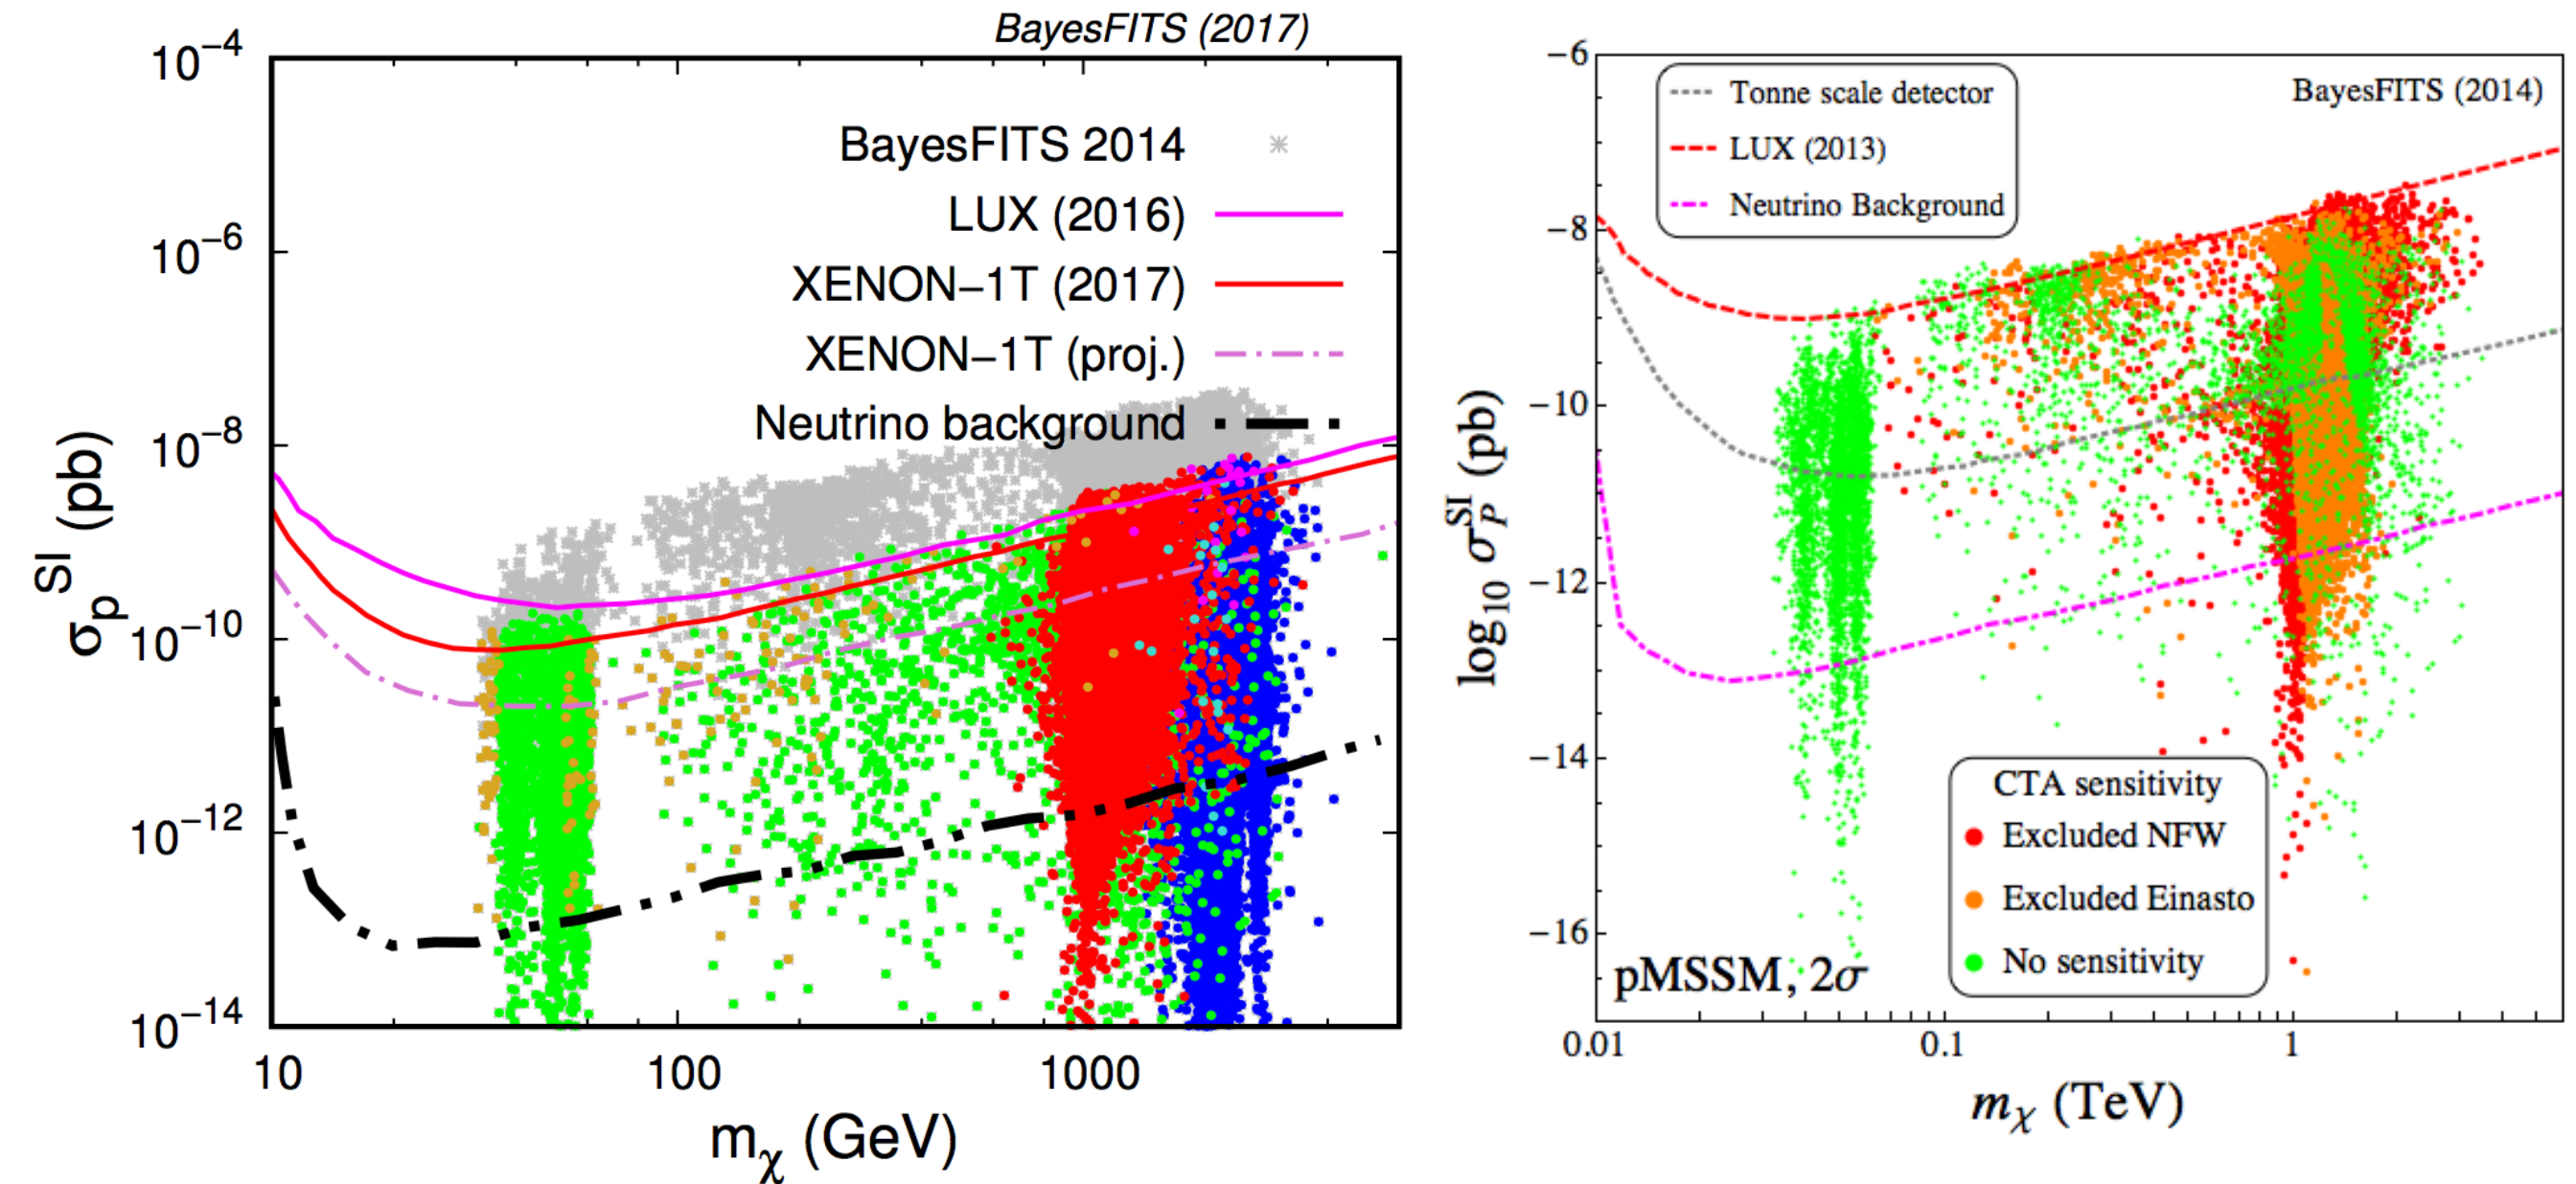 BayesFITS (2017)
10⁻⁴
10⁻⁶
10⁻⁸
10⁻¹⁰
10⁻¹²
10⁻¹⁴
σₚ^SI (pb)
BayesFITS 2014
LUX (2016)
XENON−1T (2017)
XENON−1T (proj.)
Neutrino background
10 100 1000
mχ (GeV)
−6
−8
−10
−12
−14
−16
log₁₀ σ_P^SI (pb)
Tonne scale detector
LUX (2013)
Neutrino Background
BayesFITS (2014)
CTA sensitivity
Excluded NFW
Excluded Einasto
No sensitivity
pMSSM, 2σ
0.01 0.1 1
mχ (TeV)